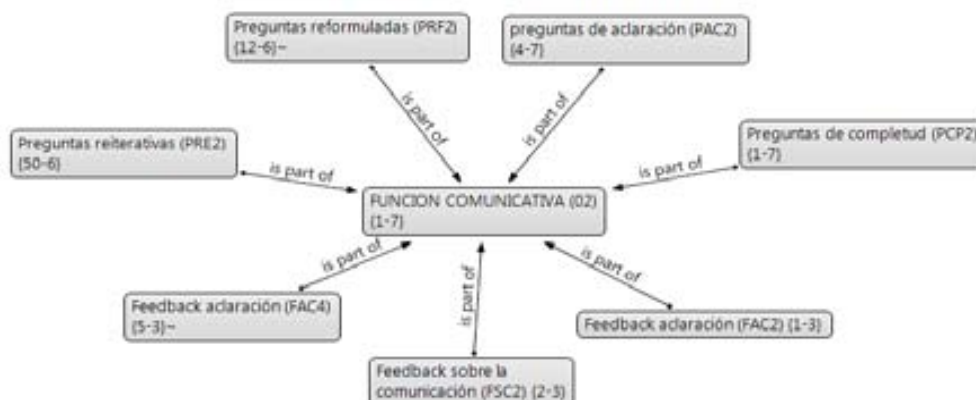 Preguntas reformuladas (PRF2)
{12-6}~
preguntas de aclaración (PAC2)
{4-7}
is part of
is part of
Preguntas reiterativas (PRE2)
{50-6}
is part of
Preguntas de completud (PCP2)
{1-7}
is part of
FUNCION COMUNICATIVA (02)
{1-7}
is part of
is part of
is part of
Feedback aclaración (FAC4)
{5-3}~
Feedback aclaración (FAC2) {1-3}
Feedback sobre la
comunicación (FSC2) {2-3}